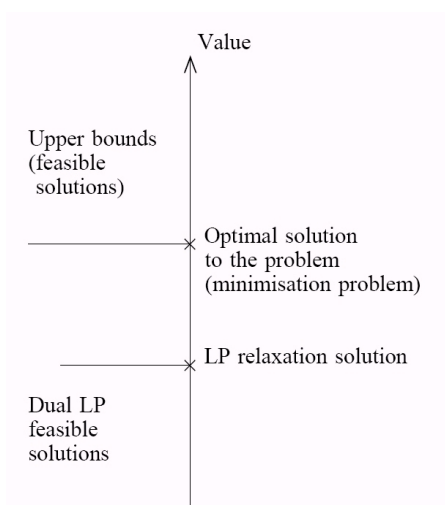 Value
Upper bounds
(feasible
solutions)
Optimal solution
to the problem
(minimisation problem)
LP relaxation solution
Dual LP
feasible
solutions